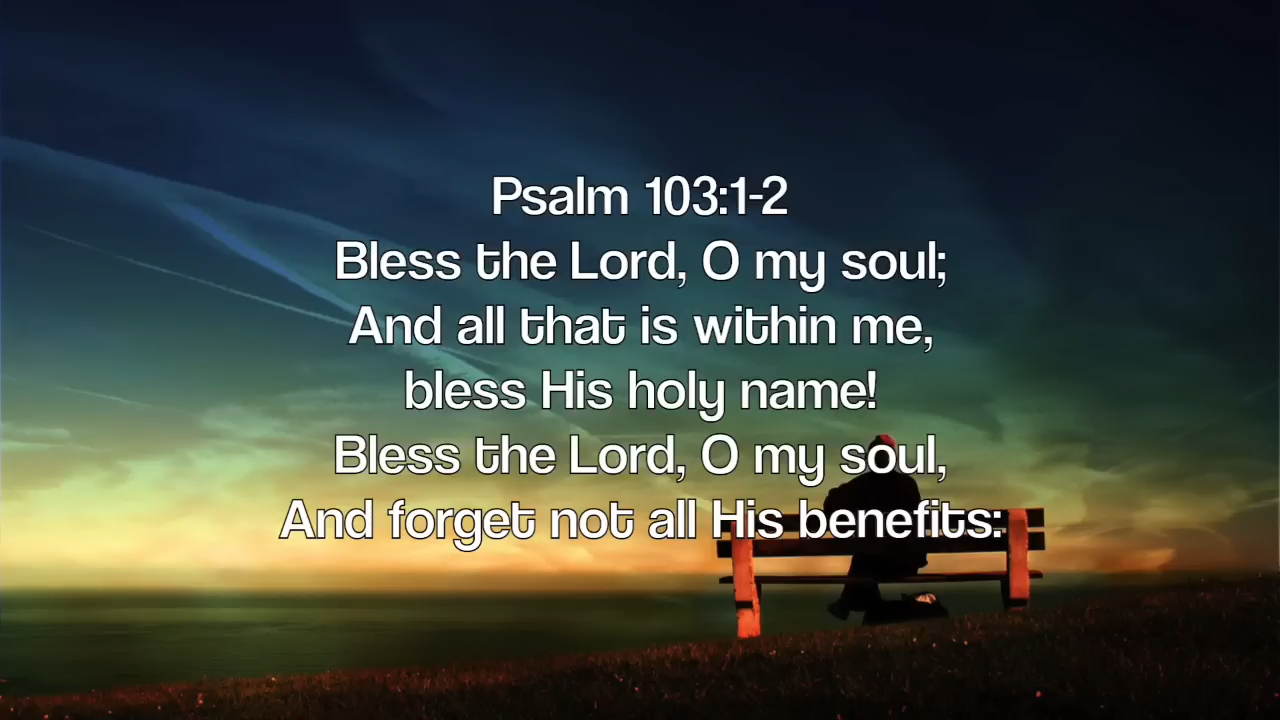 Psalm 103:1-2
Bless the Lord, O my soul;
And all that is within me,
bless His holy name!
Bless the Lord, O my soul,
And forget not all His benefits: